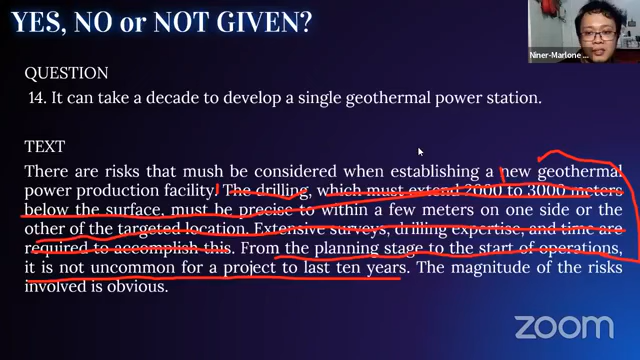 YES, NO or NOT GIVEN?
Niner-Marlone
QUESTION
14. It can take a decade to develop a single geothermal power station.
TEXT
There are risks that mush be considered when establishing a new geothermal
power production facility. The drilling, which must extend 2000 to 3000 meters
below the surface, must be precise to within a few meters on one side or the
other of the targeted location. Extensive surveys, drilling expertise, and time are
required to accomplish this. From the planning stage to the start of operations,
it is not uncommon for a project to last ten years. The magnitude of the risks
involved is obvious.
zoom